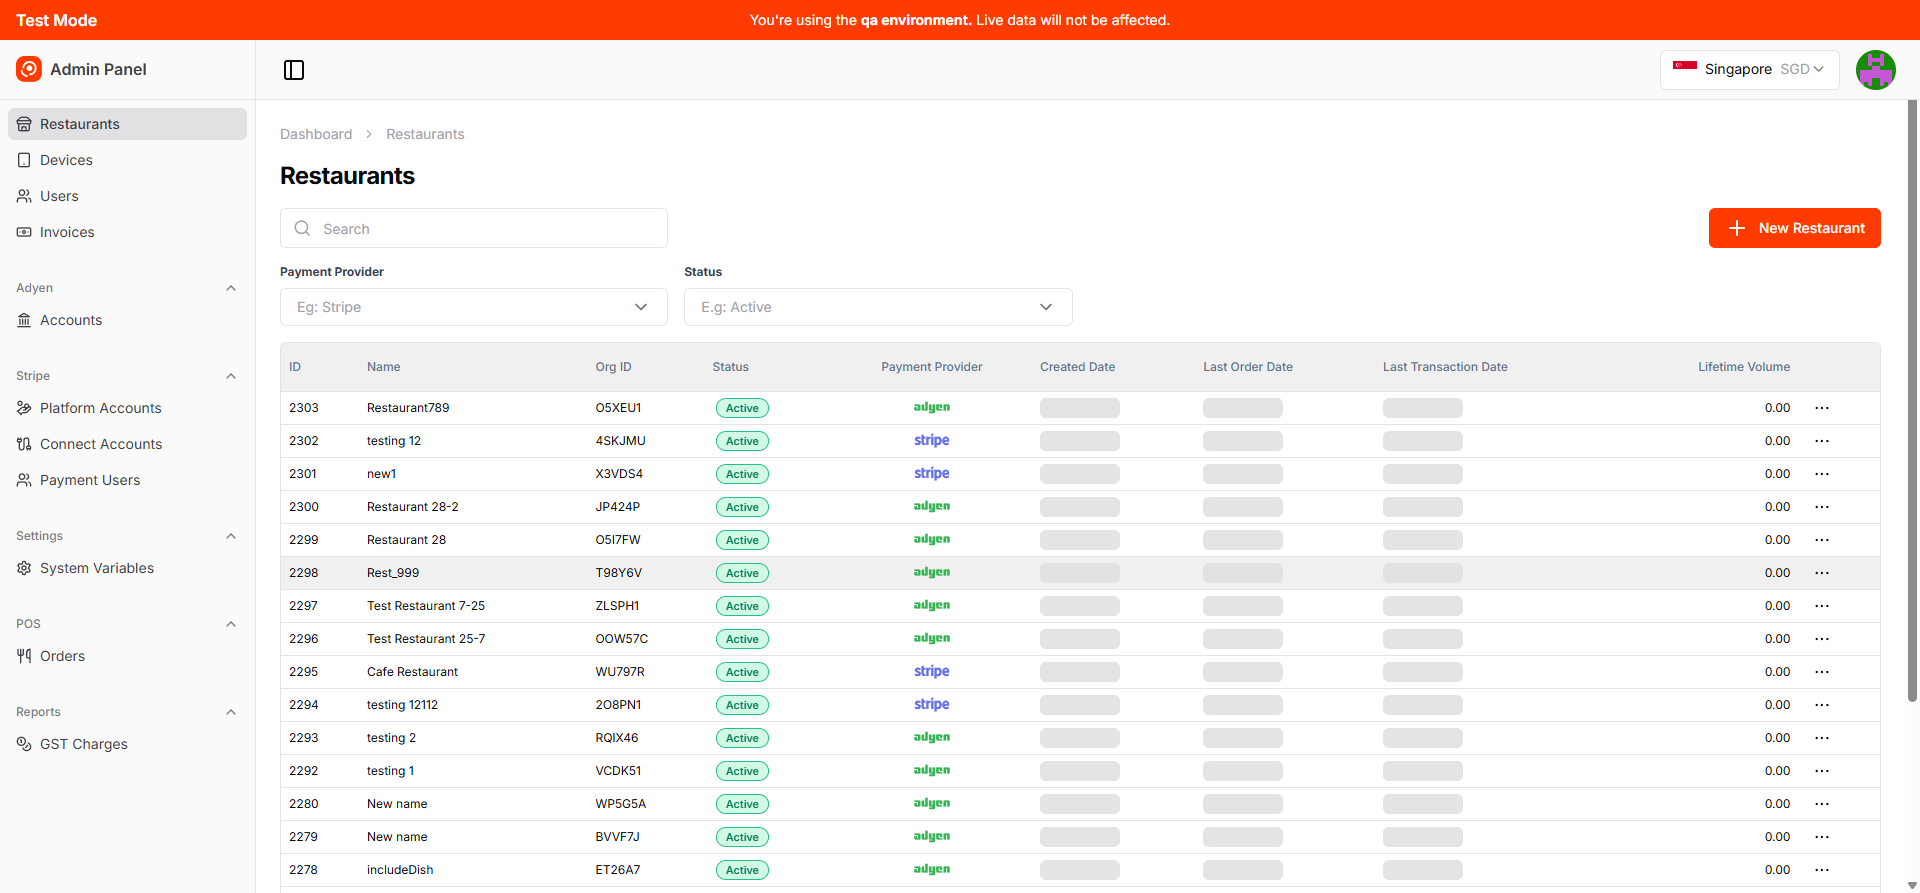 Test Mode
You're using the qa environment. Live data will not be affected.
Admin Panel
Singapore SGD
Restaurants
Devices
Users
Invoices
Adyen
Accounts
Stripe
Platform Accounts
Connect Accounts
Payment Users
Settings
System Variables
POS
Orders
Reports
GST Charges
Dashboard > Restaurants
Restaurants
Search
New Restaurant
Payment Provider Status
Eg: Stripe E.g: Active
ID Name Org ID Status Payment Provider Created Date Last Order Date Last Transaction Date Lifetime Volume
2303 Restaurant789 O5XEU1 Active adyen 0.00 ...
2302 testing 12 4SKJMU Active stripe 0.00 ...
2301 new1 X3VDS4 Active stripe 0.00 ...
2300 Restaurant 28-2 JP424P Active adyen 0.00 ...
2299 Restaurant 28 O5I7FW Active adyen 0.00 ...
2298 Rest_999 T98Y6V Active adyen 0.00 ...
2297 Test Restaurant 7-25 ZLSPH1 Active adyen 0.00 ...
2296 Test Restaurant 25-7 OOW57C Active adyen 0.00 ...
2295 Cafe Restaurant WU797R Active stripe 0.00 ...
2294 testing 12112 2O8PN1 Active stripe 0.00 ...
2293 testing 2 RQIX46 Active adyen 0.00 ...
2292 testing 1 VCDK51 Active adyen 0.00 ...
2280 New name WP5G5A Active adyen 0.00 ...
2279 New name BVVF7J Active adyen 0.00 ...
2278 includeDish ET26A7 Active adyen 0.00 ...